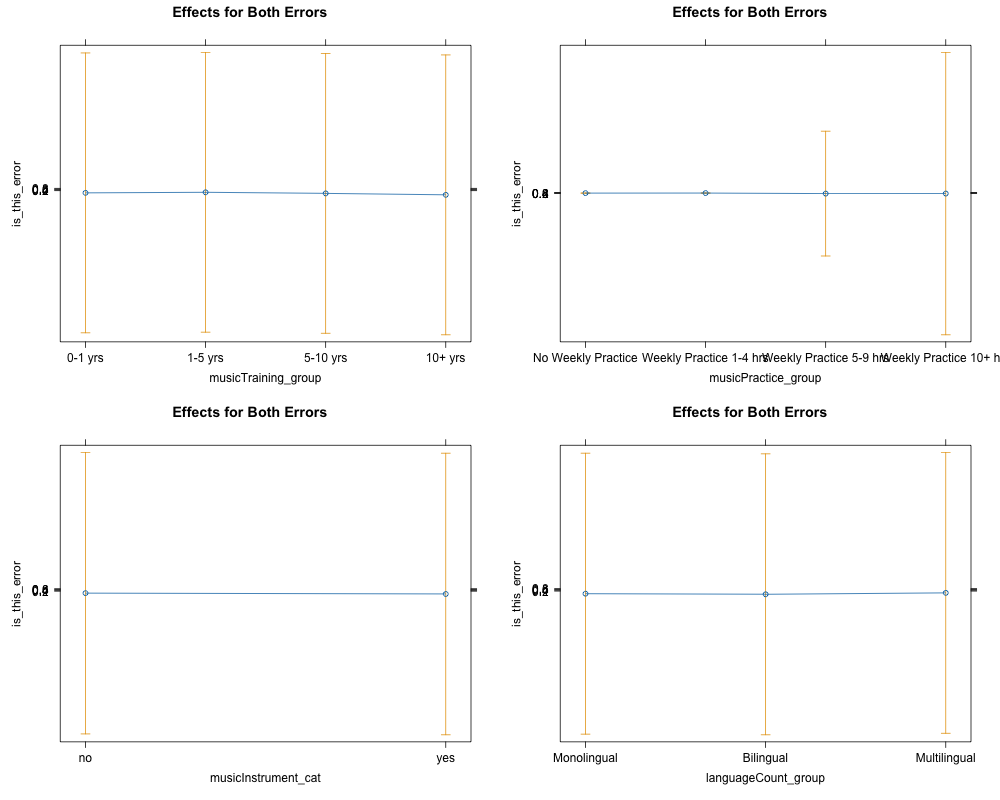 Effects for Both Errors
Effects for Both Errors
is_this_error
is_this_error
0-1 yrs 1-5 yrs 5-10 yrs 10+ yrs
No Weekly Practice Weekly Practice 1-4 hrs Weekly Practice 5-9 hrs Weekly Practice 10+ h
musicTraining_group
musicPractice_group
Effects for Both Errors
Effects for Both Errors
is_this_error
is_this_error
no yes
Monolingual Bilingual Multilingual
musicInstrument_cat
languageCount_group